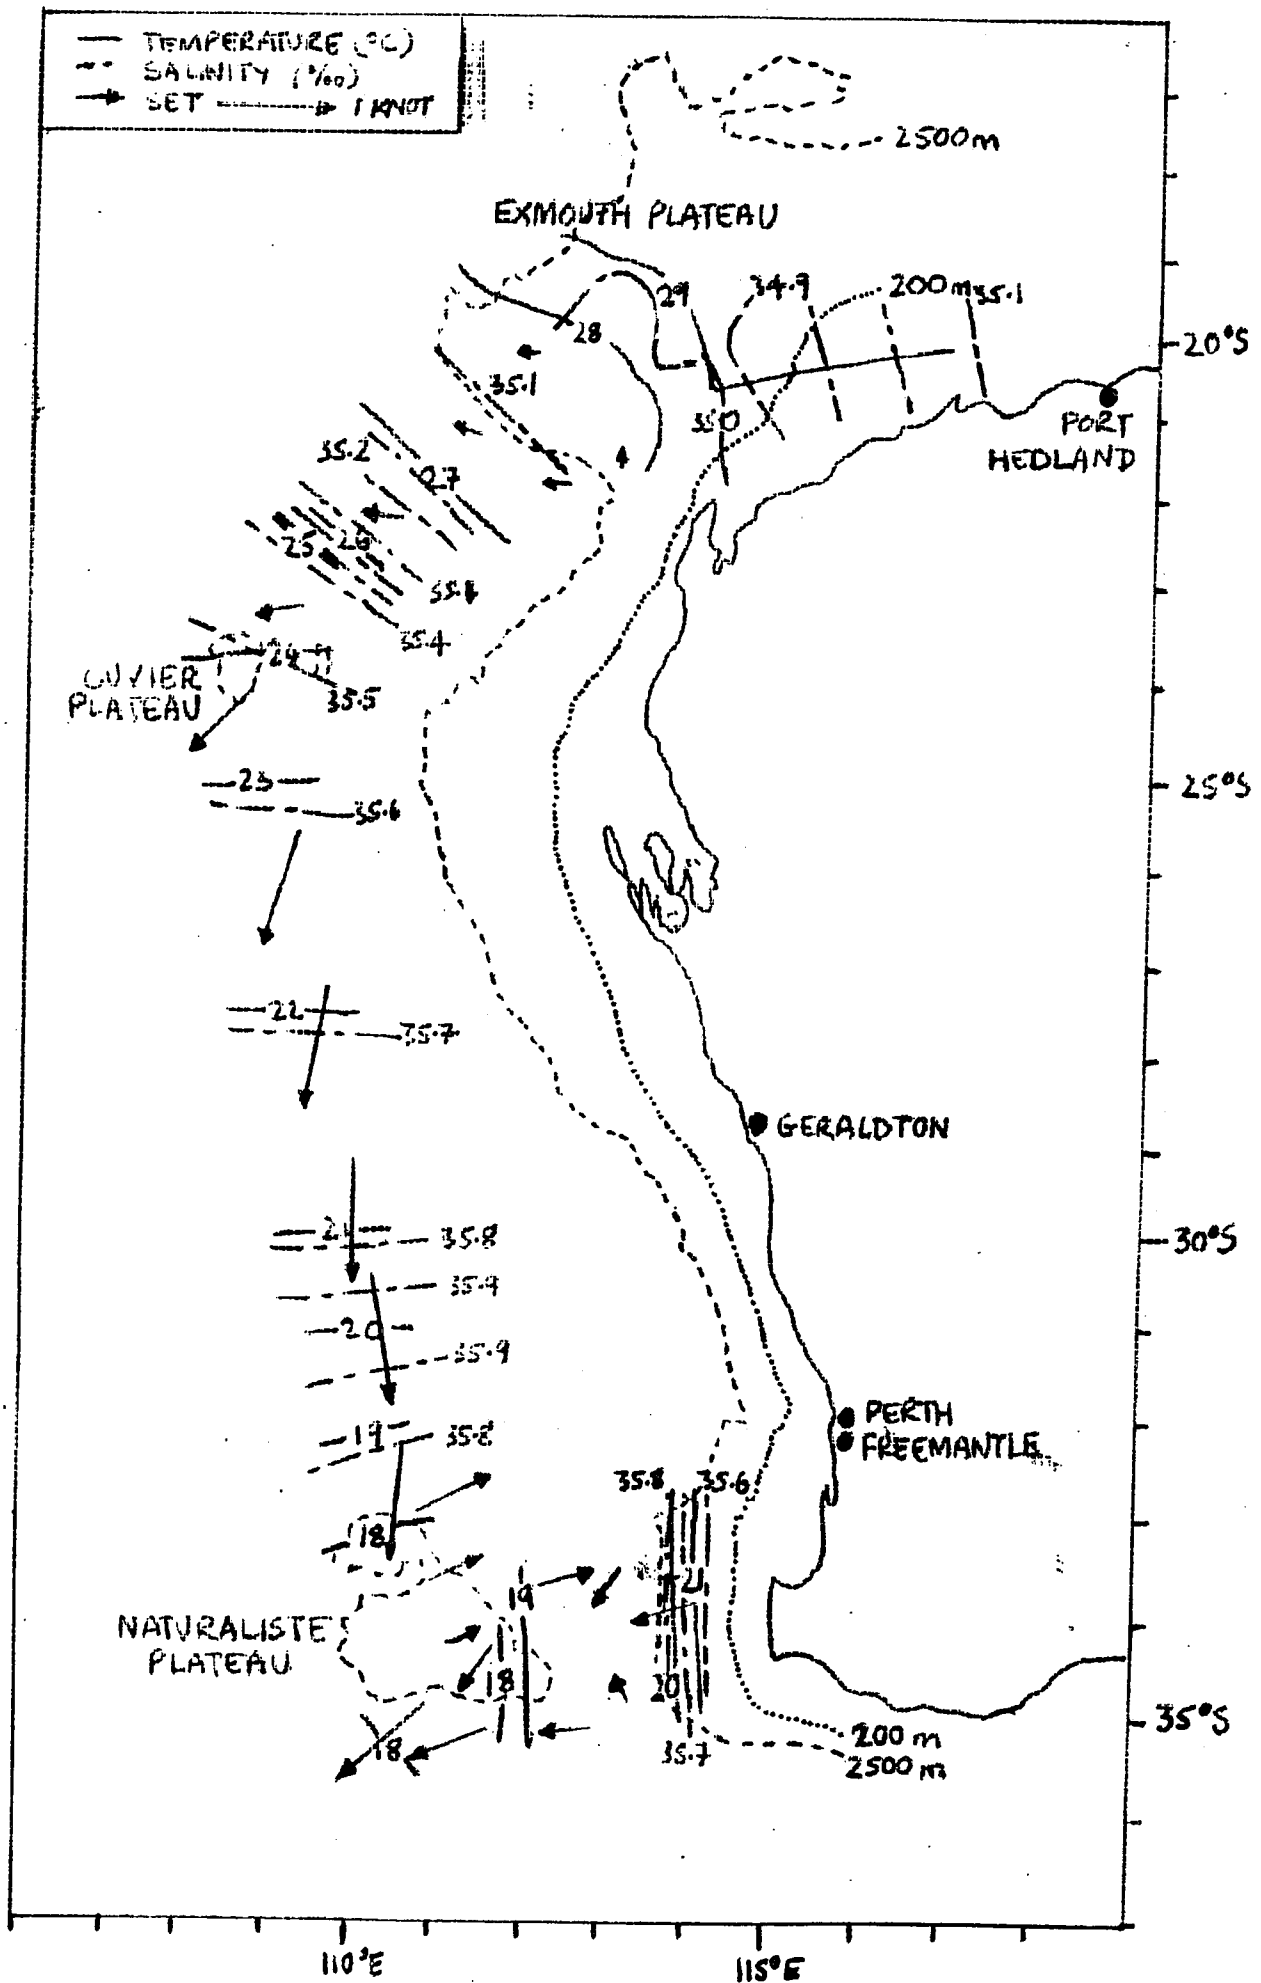 TEMPERATURE (°C)
SALINITY (‰)
SET 1 KNOT
2500m
EXMOUTH PLATEAU
29
34.9
200m
35.1
28
20°S
35.1
35.0
PORT
HEDLAND
35.2
27
26
25
35.4
24
CUVIER
PLATEAU
35.5
23
25°S
35.6
22
35.7
GERALDTON
21
35.8
30°S
35.9
20
35.9
19
35.8
PERTH
FREEMANTLE
35.8
35.6
18
19
21
NATURALISTE
PLATEAU
18
20
35°S
18
35.7
200 m
2500 m
110°E
115°E